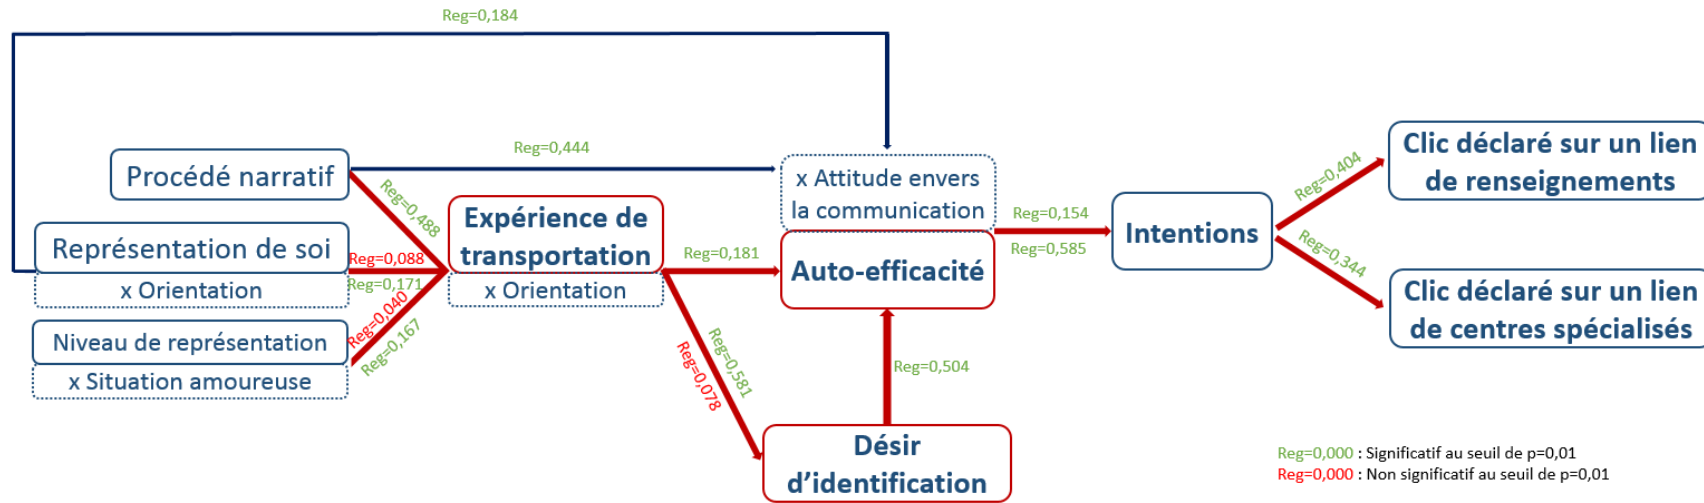 Reg=0,184
Procédé narratif
Reg=0,444
Reg=0,488
Représentation de soi
x Orientation
Reg=0,088
Reg=0,171
Niveau de représentation
x Situation amoureuse
Reg=0,040
Reg=0,167
Expérience de
transportation
x Orientation
Reg=0,181
Reg=0,581
Reg=0,078
x Attitude envers
la communication
Auto-efficacité
Reg=0,504
Désir
d’identification
Reg=0,154
Reg=0,585
Intentions
Reg=0,404
Reg=0,344
Clic déclaré sur un lien
de renseignements
Clic déclaré sur un lien
de centres spécialisés
Reg=0,000 : Significatif au seuil de p=0,01
Reg=0,000 : Non significatif au seuil de p=0,01